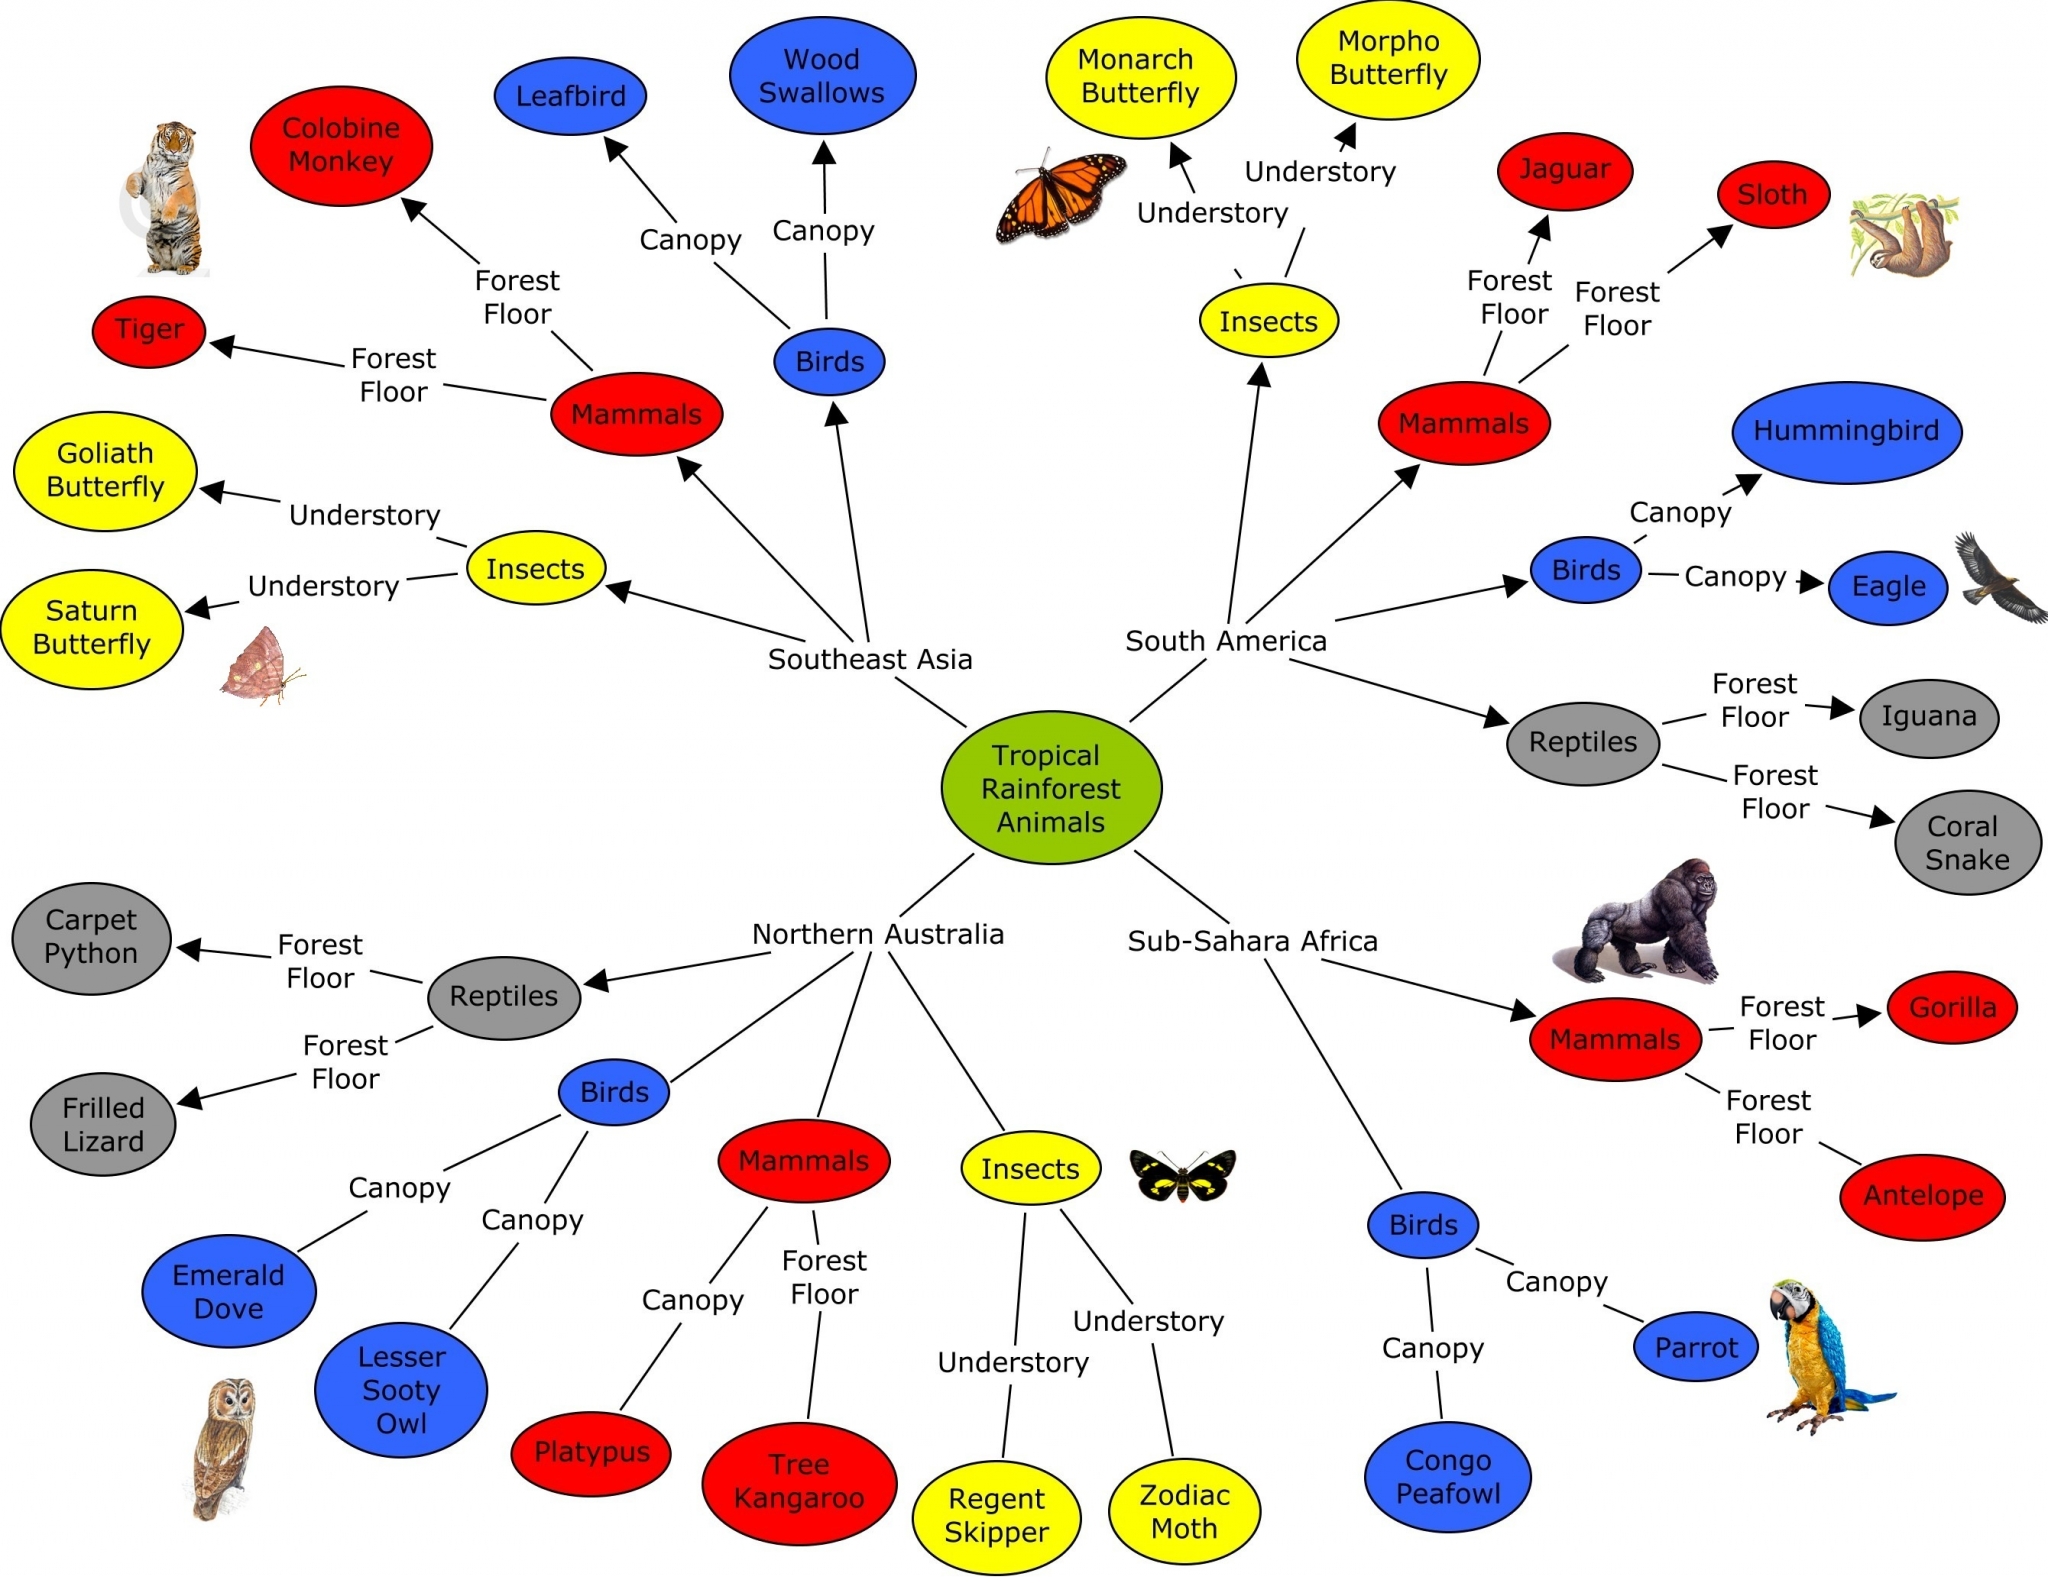 Wood
Swallows
Monarch
Butterfly
Morpho
Butterfly
Leafbird
Colobine
Monkey
Jaguar
Sloth
Understory
Understory
Canopy
Canopy
Forest
Floor
Forest
Floor
Forest
Floor
Tiger
Forest
Floor
Insects
Birds
Mammals
Mammals
Hummingbird
Goliath
Butterfly
Understory
Canopy
Insects
Birds
Canopy
Eagle
Understory
Saturn
Butterfly
Southeast Asia
South America
Forest
Floor
Iguana
Reptiles
Forest
Floor
Coral
Snake
Tropical
Rainforest
Animals
Carpet
Python
Forest
Floor
Northern Australia
Sub-Sahara Africa
Reptiles
Forest
Floor
Gorilla
Mammals
Forest
Floor
Frilled
Lizard
Birds
Forest
Floor
Mammals
Insects
Antelope
Canopy
Canopy
Birds
Emerald
Dove
Forest
Floor
Canopy
Canopy
Understory
Understory
Canopy
Parrot
Lesser
Sooty
Owl
Platypus
Tree
Kangaroo
Regent
Skipper
Zodiac
Moth
Congo
Peafowl